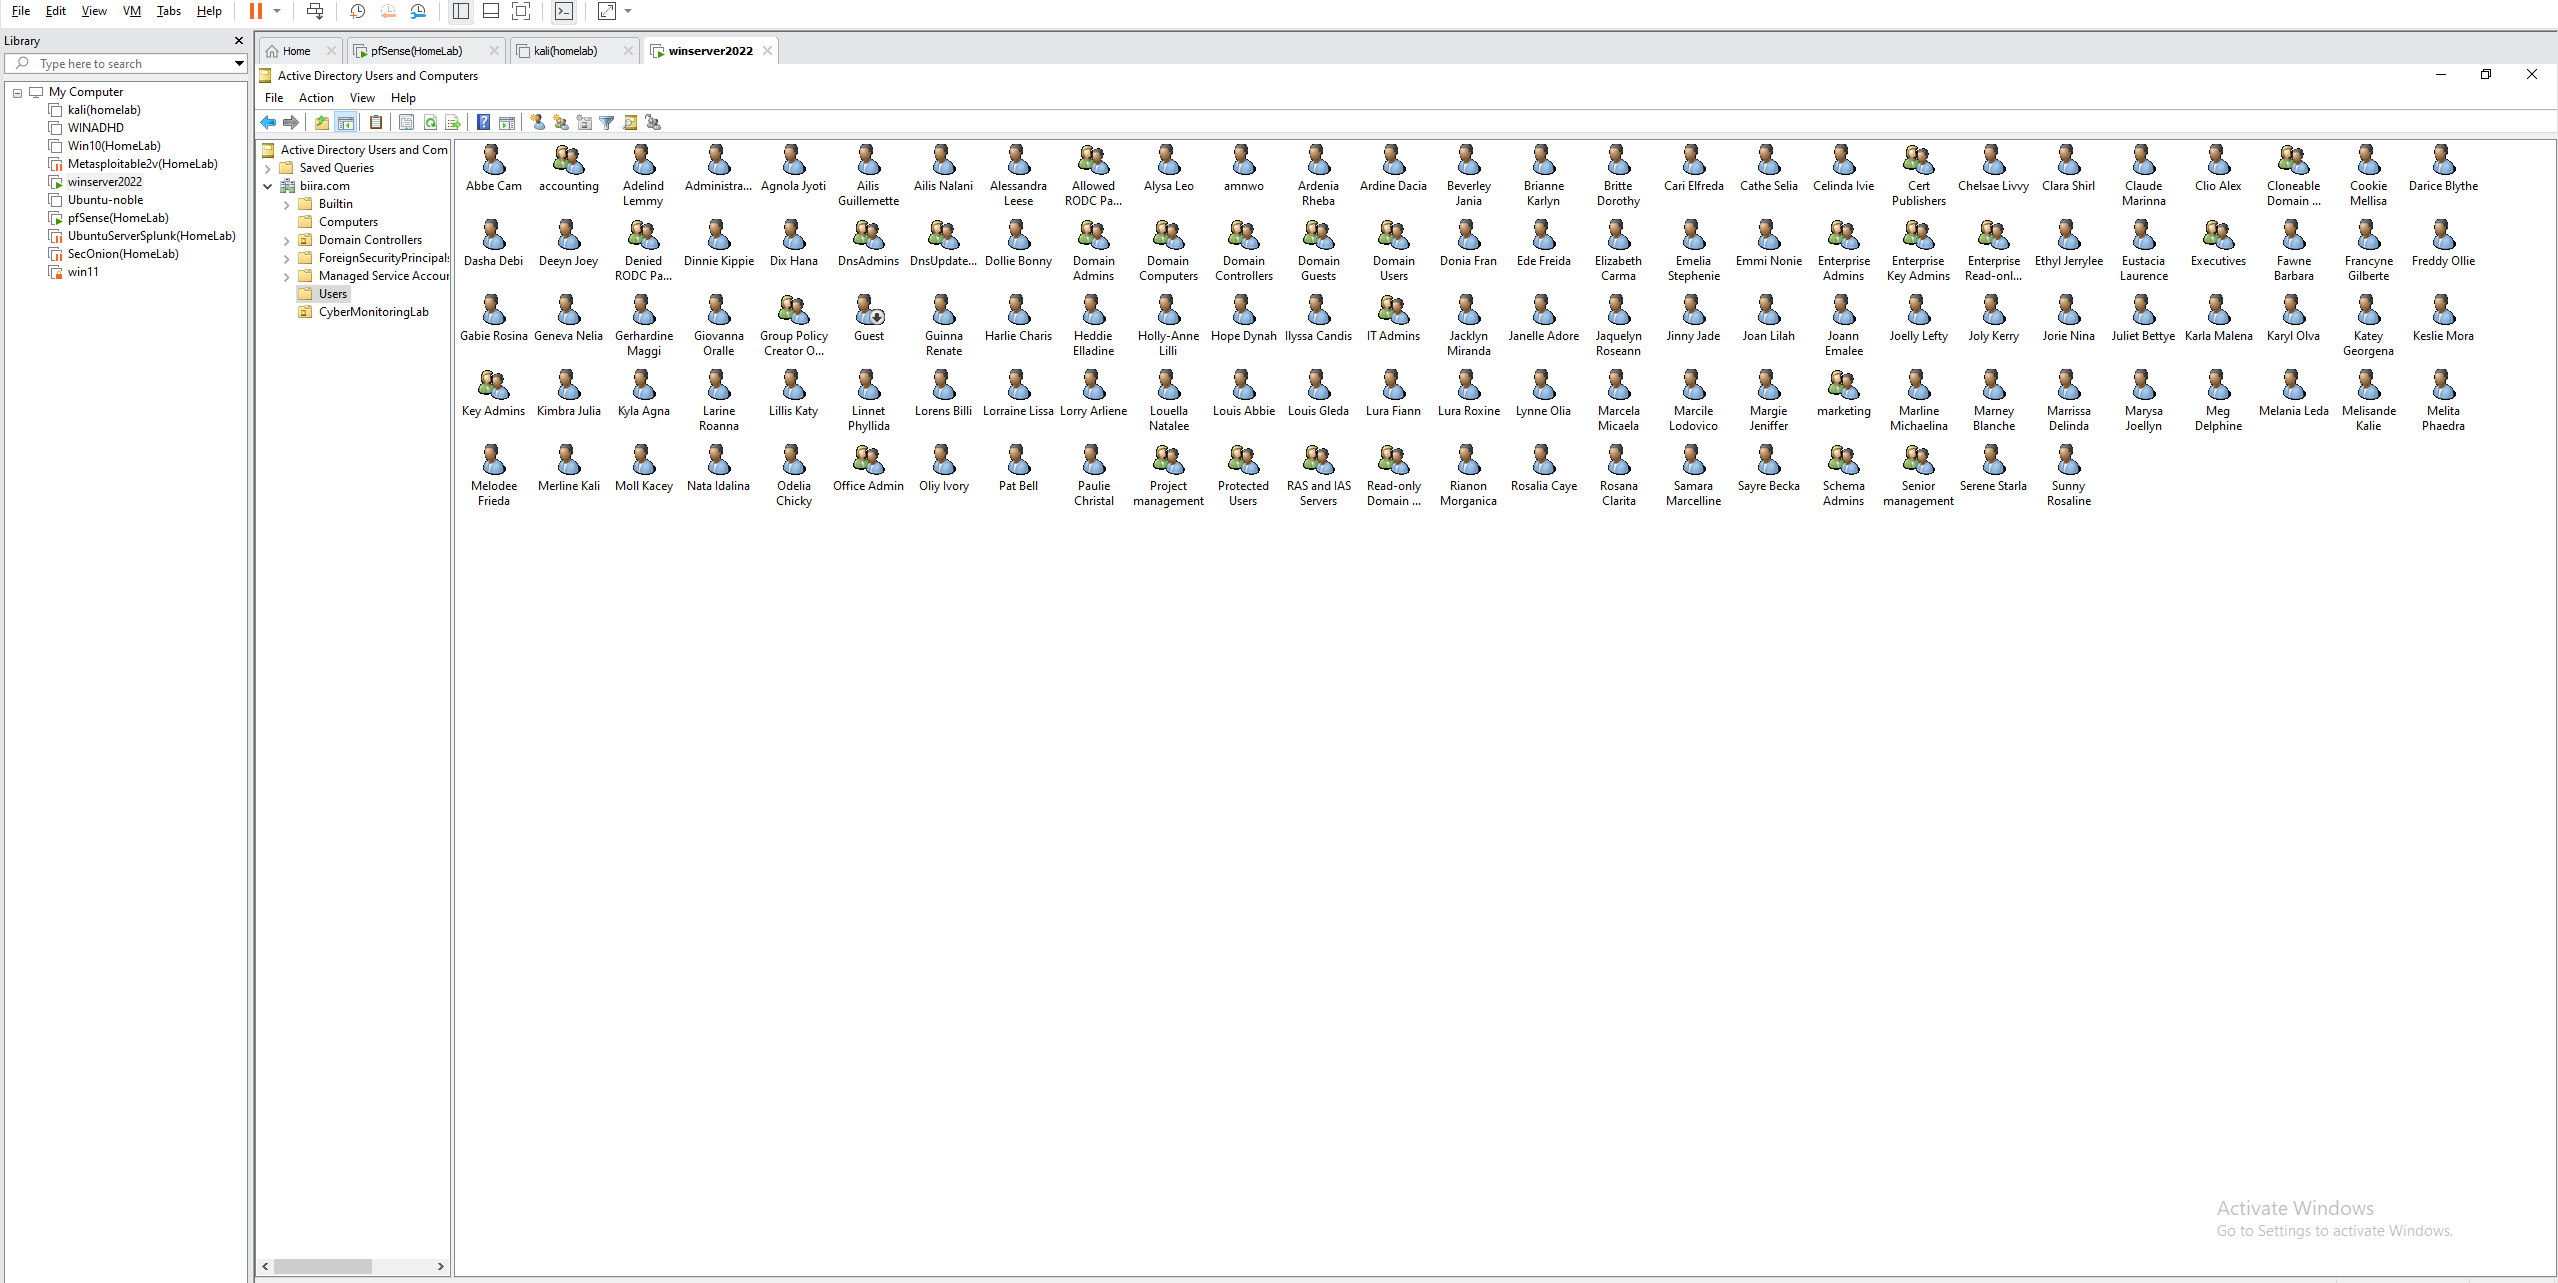 File Edit View VM Tabs Help
Library
Type here to search
My Computer
kali(homelab)
WINADHD
Win10(HomeLab)
Metasploitable2v(HomeLab)
winserver2022
Ubuntu-noble
pfSense(HomeLab)
UbuntuServerSplunk(HomeLab)
SecOnion(HomeLab)
win11
Home pfSense(HomeLab) kali(homelab) winserver2022
Active Directory Users and Computers
File Action View Help
Active Directory Users and Com
Saved Queries
biira.com
Builtin
Computers
Domain Controllers
ForeignSecurityPrincipals
Managed Service Accour
Users
CyberMonitoringLab
Abbe Cam accounting Adelind Administra... Agnola Jyoti Ailis Ailis Nalani Alessandra Allowed Alysa Leo amnwo Ardenia Ardine Dacia Beverley Brianne Britte Cari Elfreda Cathe Selia Celinda Ivie Cert Chelsae Livvy Clara Shirl Claude Clio Alex Cloneable Cookie Darice Blythe
Lemmy Guillemette Leese RODC Pa... Rheba Jania Karlyn Dorothy Publishers Marinna Domain ... Mellisa
Dasha Debi Deeyn Joey Denied Dinnie Kippie Dix Hana DnsAdmins DnsUpdate... Dollie Bonny Domain Domain Domain Domain Domain Donia Fran Ede Freida Elizabeth Emelia Emmi Nonie Enterprise Enterprise Enterprise Ethyl Jerrylee Eustacia Executives Fawne Francyne Freddy Ollie
RODC Pa... Admins Computers Controllers Guests Users Carma Stephenie Admins Key Admins Read-onl... Laurence Barbara Gilberte
Gabie Rosina Geneva Nelia Gerhardine Giovanna Group Policy Guest Guinna Harlie Charis Heddie Holly-Anne Hope Dynah Ilyssa Candis IT Admins Jacklyn Janelle Adore Jaquelyn Jinny Jade Joan Lilah Joann Joelly Lefty Joly Kerry Jorie Nina Juliet Bettye Karla Malena Karyl Olva Katey Keslie Mora
Maggi Oralle Creator O... Renate Elladine Lilli Miranda Roseann Emalee Georgena
Key Admins Kimbra Julia Kyla Agna Larine Lillis Katy Linnet Lorens Billi Lorraine Lissa Lorry Arliene Louella Louis Abbie Louis Gleda Lura Fiann Lura Roxine Lynne Olia Marcela Marcile Margie marketing Marline Marney Marrissa Marysa Meg Melania Leda Melisande Melita
Roanna Phyllida Natalee Micaela Lodovico Jeniffer Michaelina Blanche Delinda Joellyn Delphine Kalie Phaedra
Melodee Merline Kali Moll Kacey Nata Idalina Odelia Office Admin Oliy Ivory Pat Bell Paulie Project Protected RAS and IAS Read-only Rianon Rosalia Caye Rosana Samara Sayre Becka Schema Senior Serene Starla Sunny
Frieda Chicky Christal management Users Servers Domain ... Morganica Clarita Marcelline Admins management Rosaline
Activate Windows
Go to Settings to activate Windows.